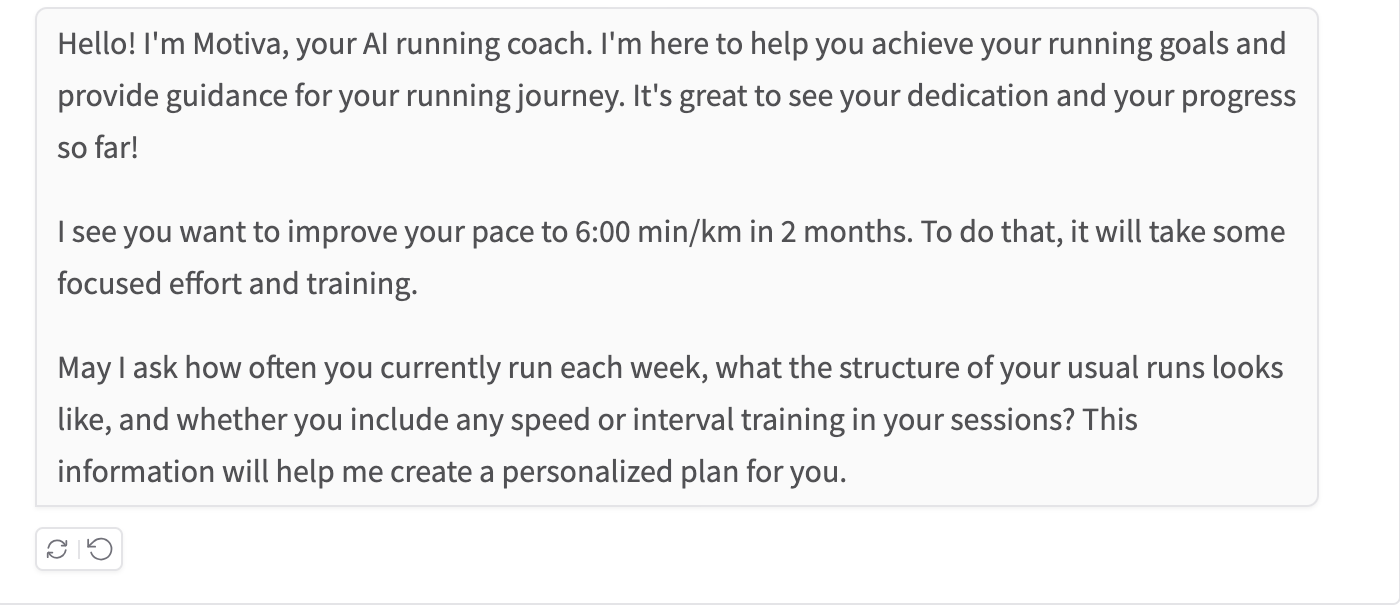 Hello! I'm Motiva, your AI running coach. I'm here to help you achieve your running goals and
provide guidance for your running journey. It's great to see your dedication and your progress
so far!
I see you want to improve your pace to 6:00 min/km in 2 months. To do that, it will take some
focused effort and training.
May I ask how often you currently run each week, what the structure of your usual runs looks
like, and whether you include any speed or interval training in your sessions? This
information will help me create a personalized plan for you.